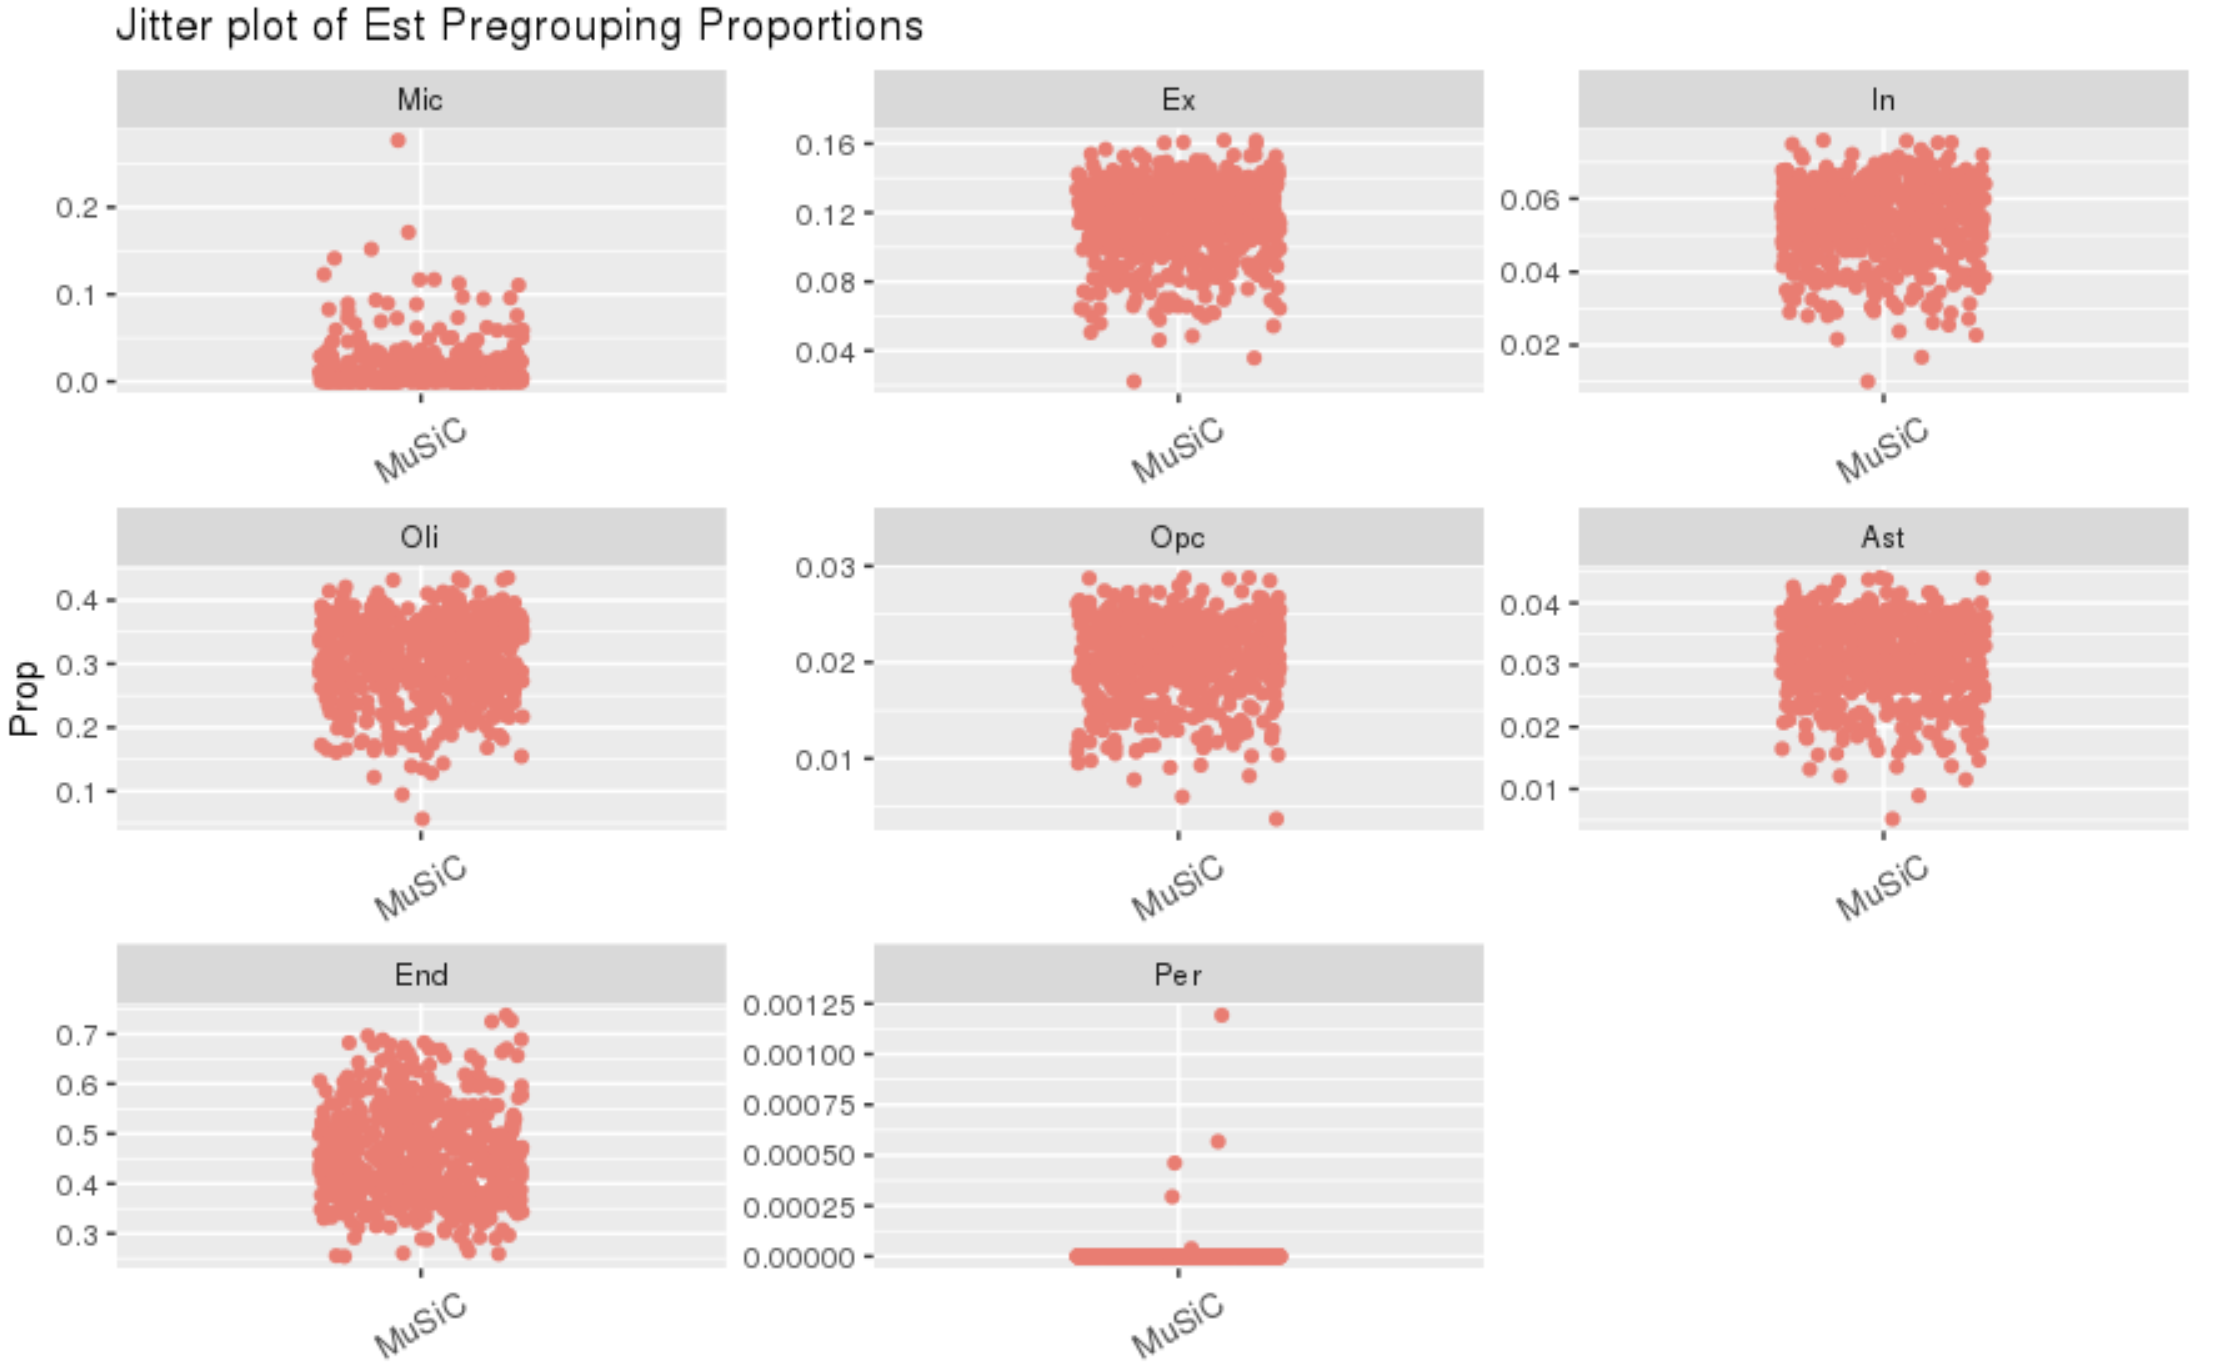 Jitter plot of Est Pregrouping Proportions
Mic
Ex
In
0.2
0.1
0.0
0.16
0.12
0.08
0.04
0.06
0.04
0.02
MuSiC
MuSiC
MuSiC
Prop
Oli
Opc
Ast
0.4
0.3
0.2
0.1
0.03
0.02
0.01
0.04
0.03
0.02
0.01
MuSiC
MuSiC
MuSiC
End
Per
0.7
0.6
0.5
0.4
0.3
0.00125
0.00100
0.00075
0.00050
0.00025
0.00000
MuSiC
MuSiC